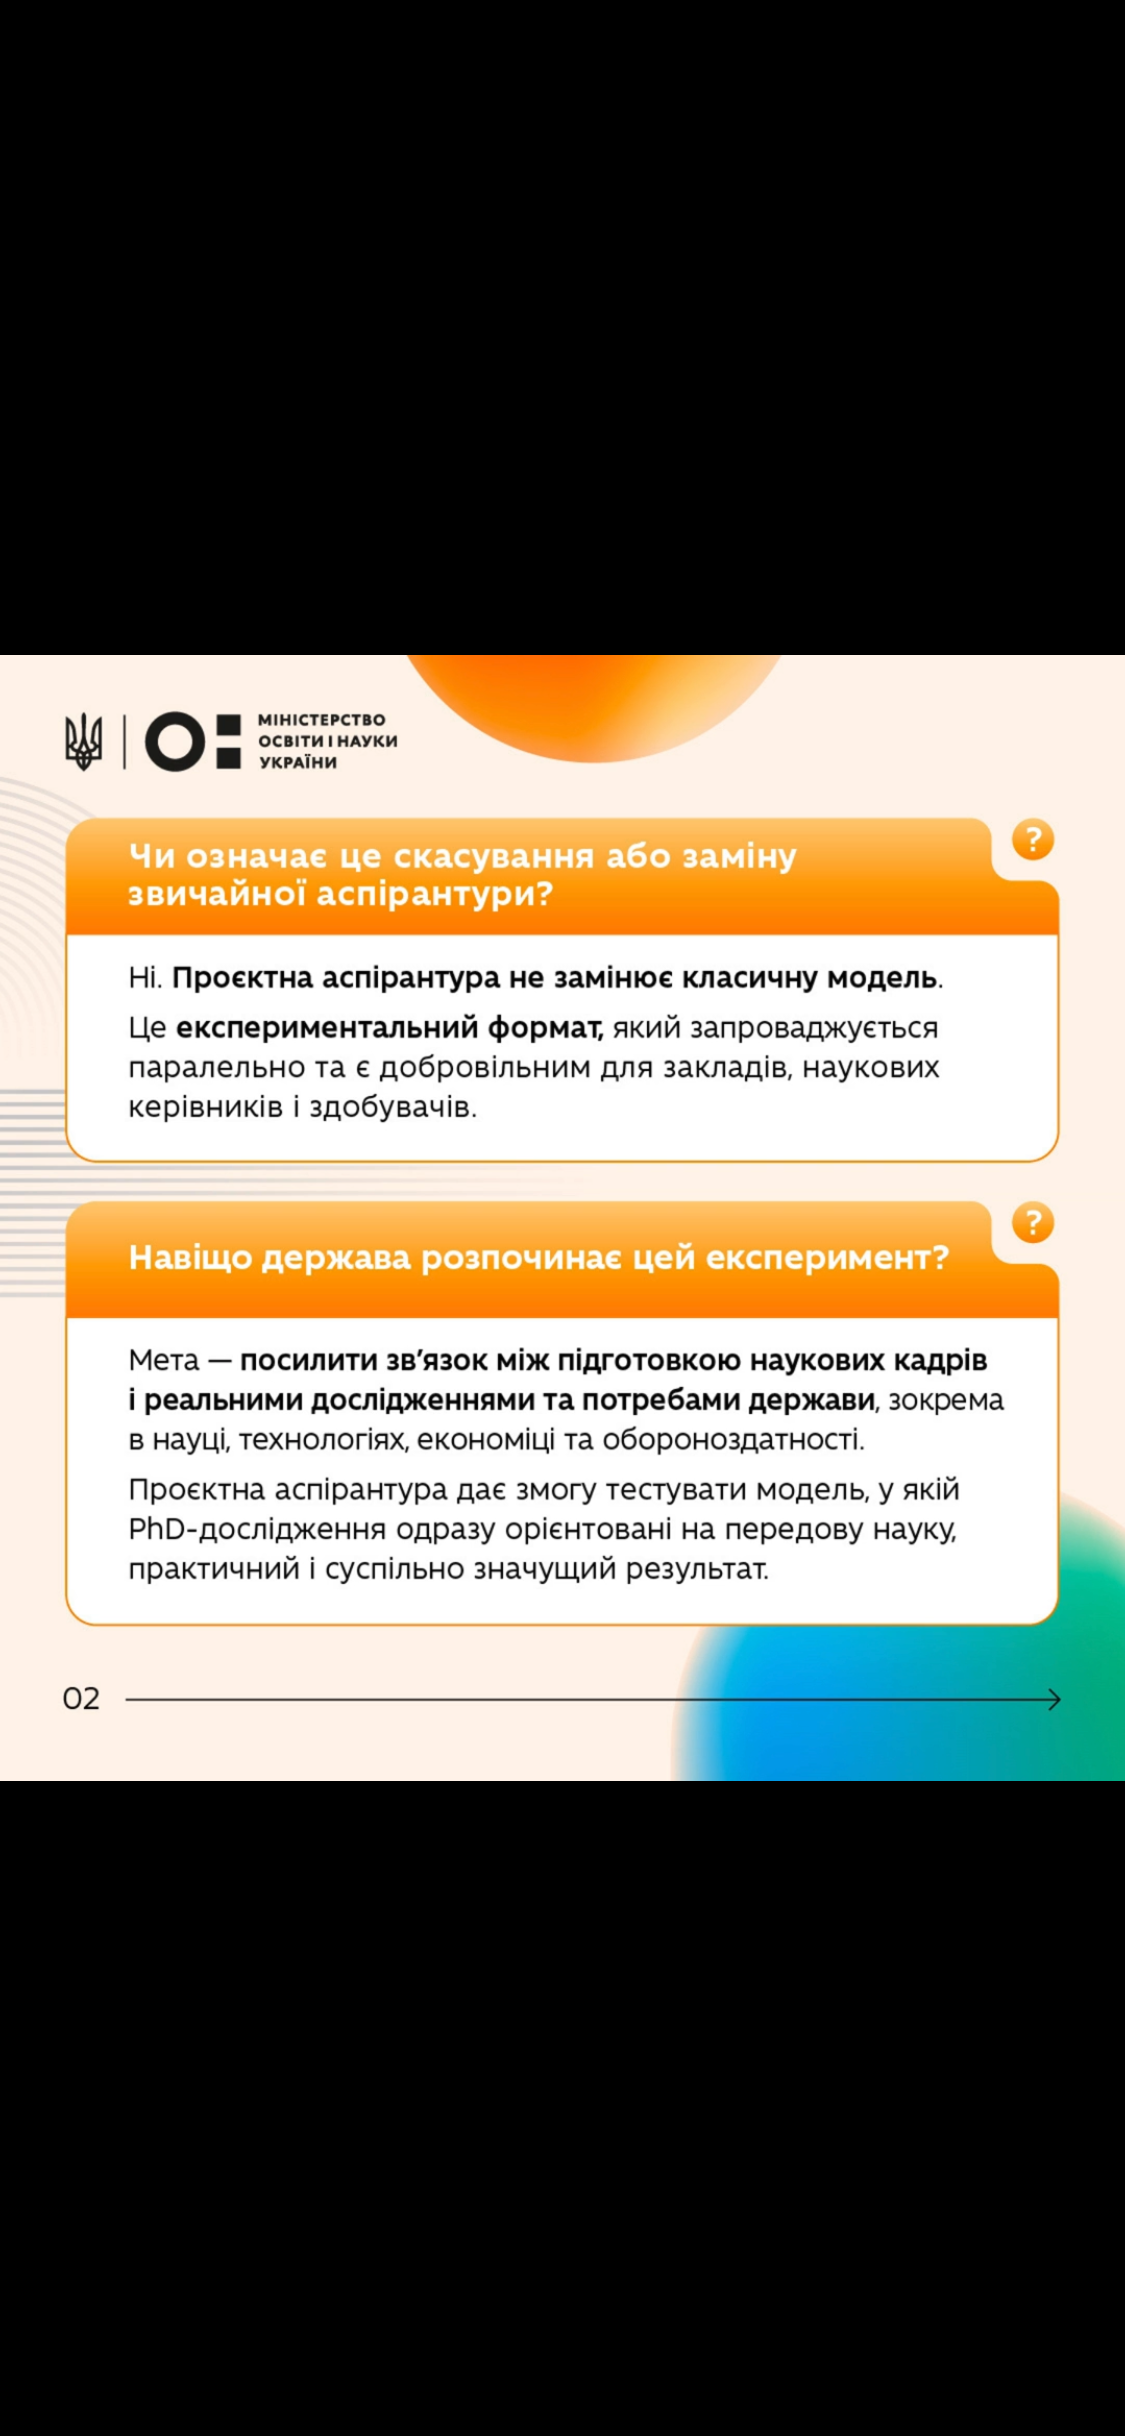 МІНІСТЕРСТВО
ОСВІТИ І НАУКИ
УКРАЇНИ
Чи означає це скасування або заміну
звичайної аспірантури?
?
Ні. Проєктна аспірантура не замінює класичну модель.
Це експериментальний формат, який запроваджується
паралельно та є добровільним для закладів, наукових
керівників і здобувачів.
Навіщо держава розпочинає цей експеримент?
?
Мета — посилити зв’язок між підготовкою наукових кадрів
і реальними дослідженнями та потребами держави, зокрема
в науці, технологіях, економіці та обороноздатності.
Проєктна аспірантура дає змогу тестувати модель, у якій
PhD-дослідження одразу орієнтовані на передову науку,
практичний і суспільно значущий результат.
02